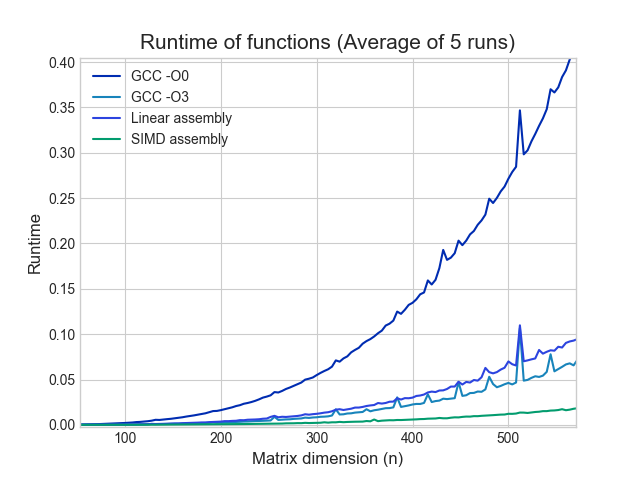 Runtime of functions (Average of 5 runs)
0.40
0.35
0.30
0.25
0.20
0.15
0.10
0.05
0.00
Runtime
GCC -O0
GCC -O3
Linear assembly
SIMD assembly
100
200
300
400
500
Matrix dimension (n)